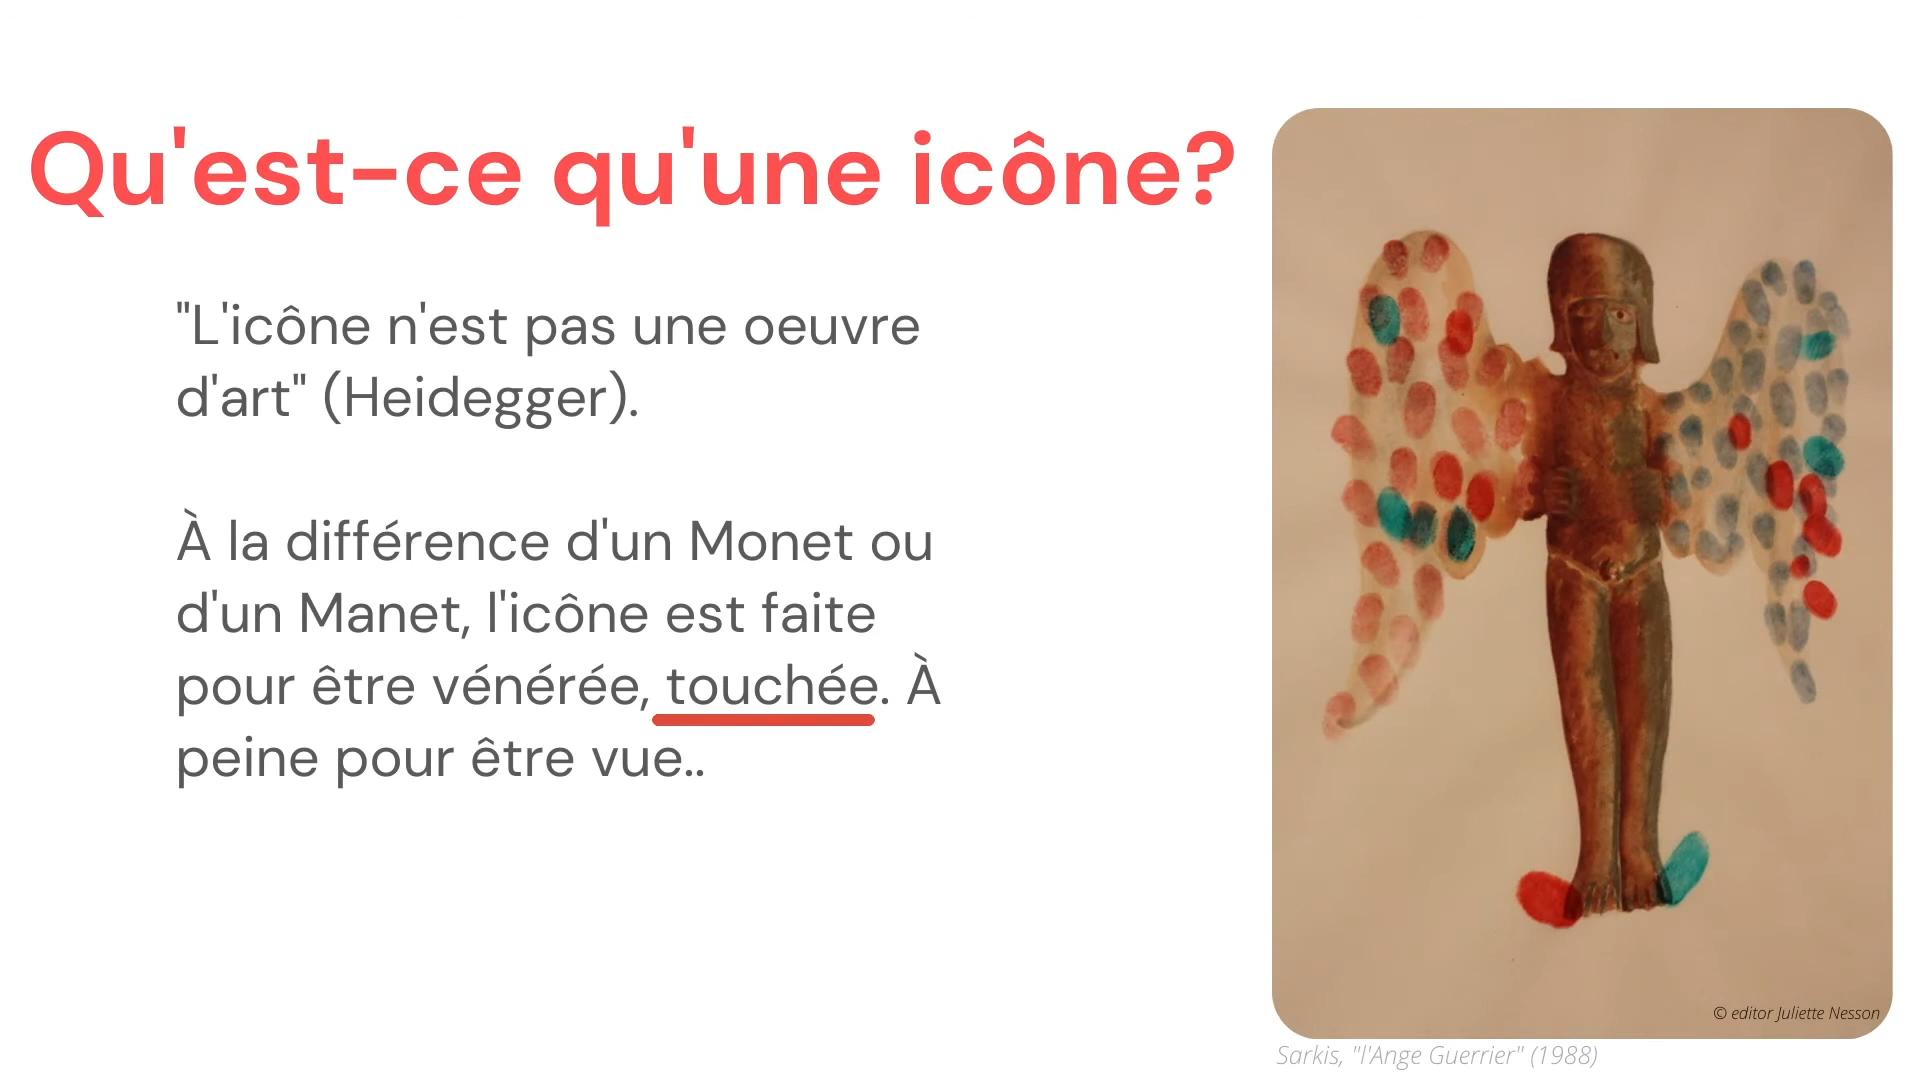 Qu'est-ce qu'une icône?
"L'icône n'est pas une oeuvre
d'art" (Heidegger).
À la différence d'un Monet ou
d'un Manet, l'icône est faite
pour être vénérée, touchée. À
peine pour être vue..
© editor Juliette Nesson
Sarkis, "l'Ange Guerrier" (1988)